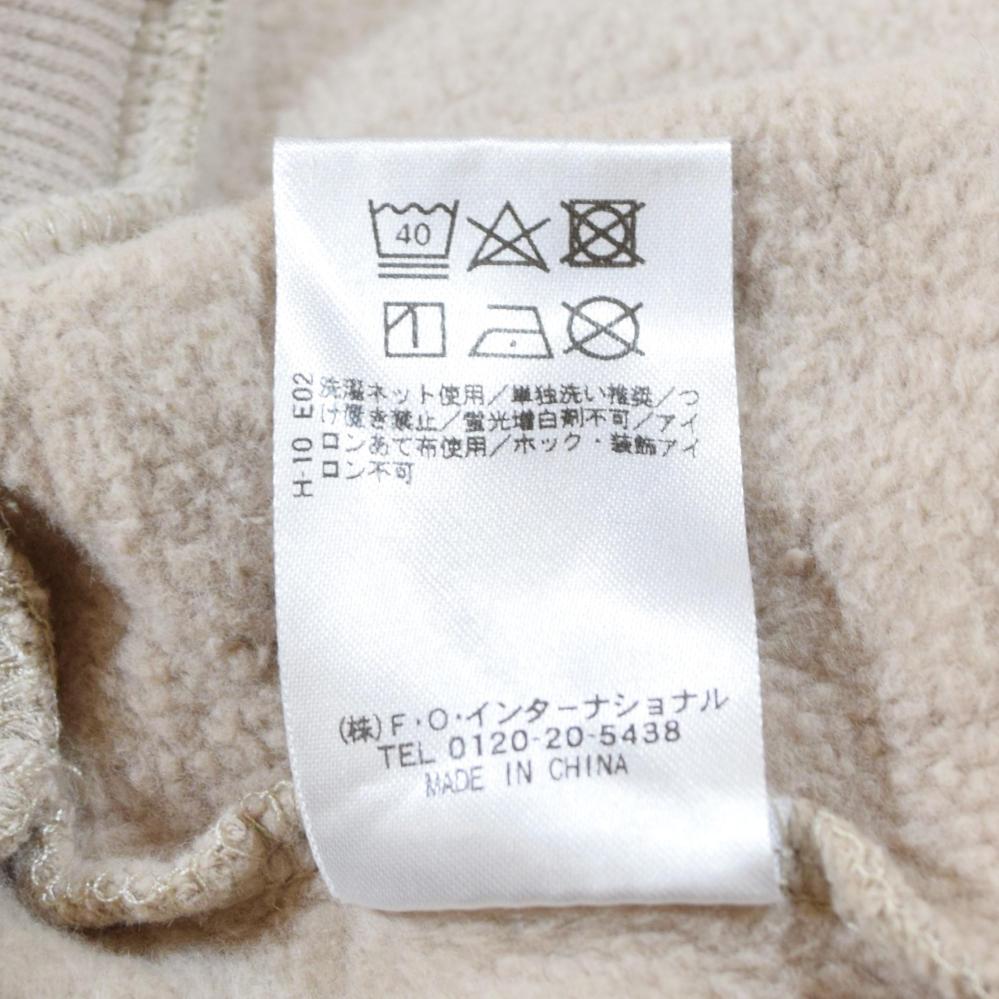 40
洗濯ネット使用／単独洗い推奨／つ
け置き禁止／蛍光増白剤不可／アイ
ロンあて布使用／ホック・装飾アイ
ロン不可
H-10 E02
(株)F・O・インターナショナル
TEL 0120-20-5438
MADE IN CHINA